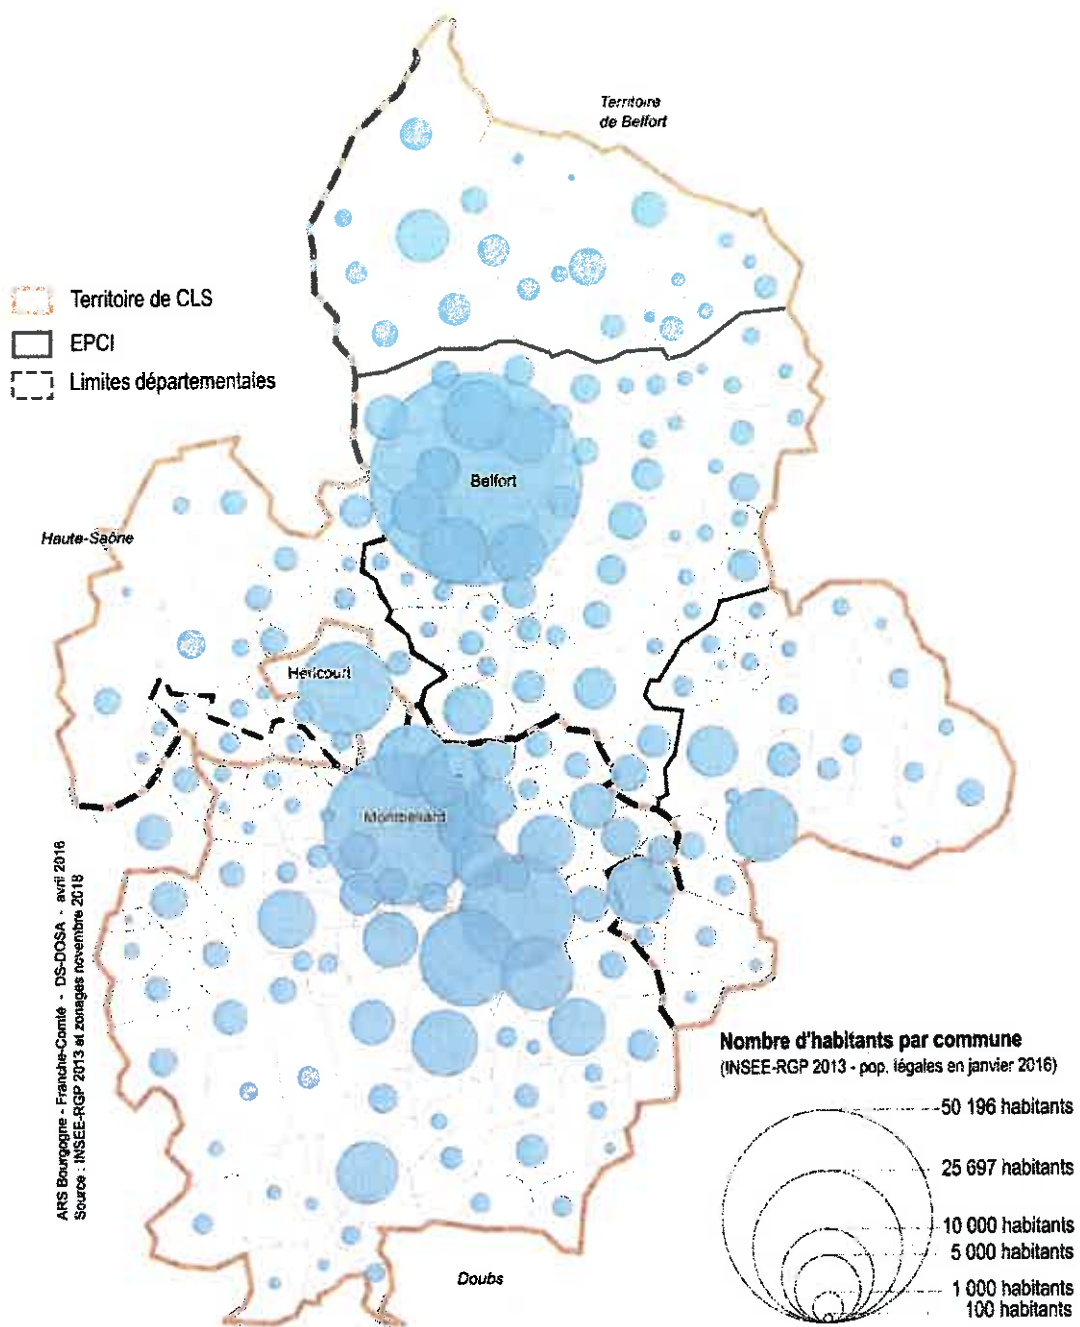 Territoire
de Belfort
Territoire de CLS
EPCI
Limites départementales
Belfort
Haute-Saône
Héricourt
Montbéliard
ARS Bourgogne - Franche-Comté - DS-DOSA - avril 2016
Source : INSEE-RGP 2013 et zonages novembre 2018
Doubs
Nombre d'habitants par commune
(INSEE-RGP 2013 - pop. légales en janvier 2016)
50 196 habitants
25 697 habitants
10 000 habitants
5 000 habitants
1 000 habitants
100 habitants